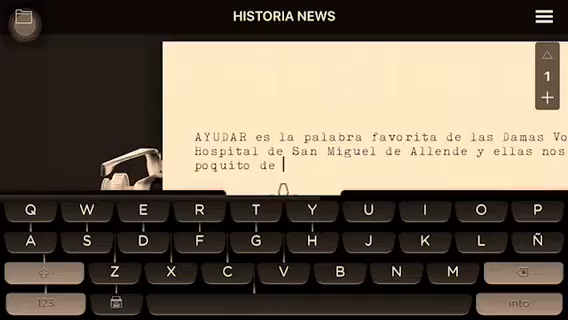 HISTORIA NEWS
1
AYUDAR es la palabra favorita de las Damas Vo
Hospital de San Miguel de Allende y ellas nos
poquito de
Q W E R T Y U I O P
A S D F G H J K L Ñ
Z X C V B N M
123 into